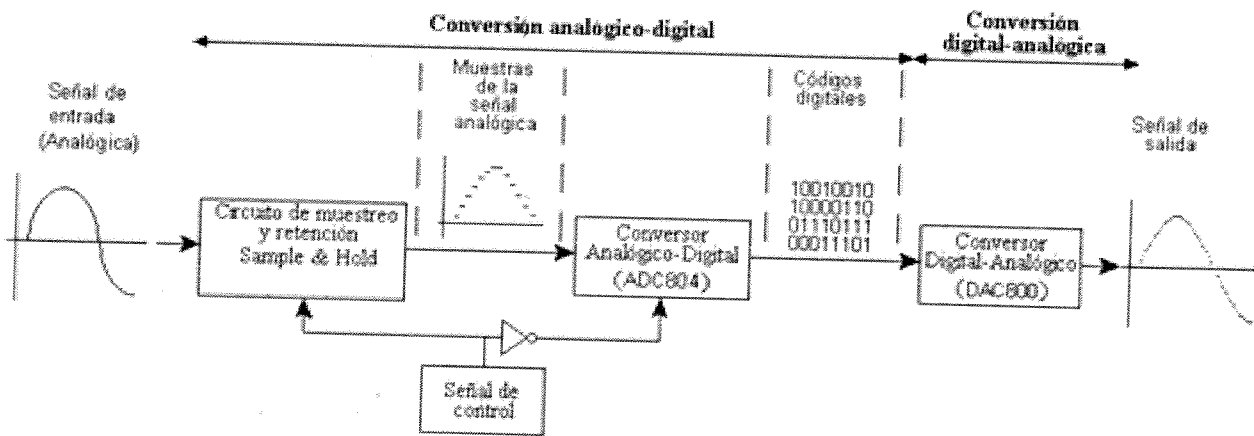 Conversión analógico-digital
Conversión
digital-analógica
Señal de
entrada
(Analógica)
Muestras
de la
señal
analógica
Códigos
digitales
Señal de
salida
10010010
10000110
01110111
00011101
Circuito de muestreo
y retención
Sample & Hold
Conversor
Analógico-Digital
(ADC804)
Conversor
Digital-Analógico
(DAC800)
Señal de
control